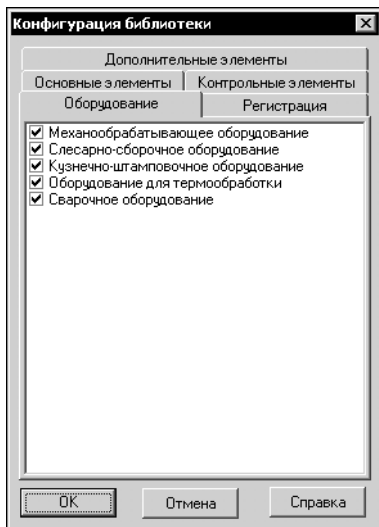 Конфигурация библиотеки
Дополнительные элементы
Основные элементы
Контрольные элементы
Оборудование
Регистрация
Механообрабатывающее оборудование
Слесарно-сборочное оборудование
Кузнечно-штамповочное оборудование
Оборудование для термообработки
Сварочное оборудование
OK
Отмена
Справка